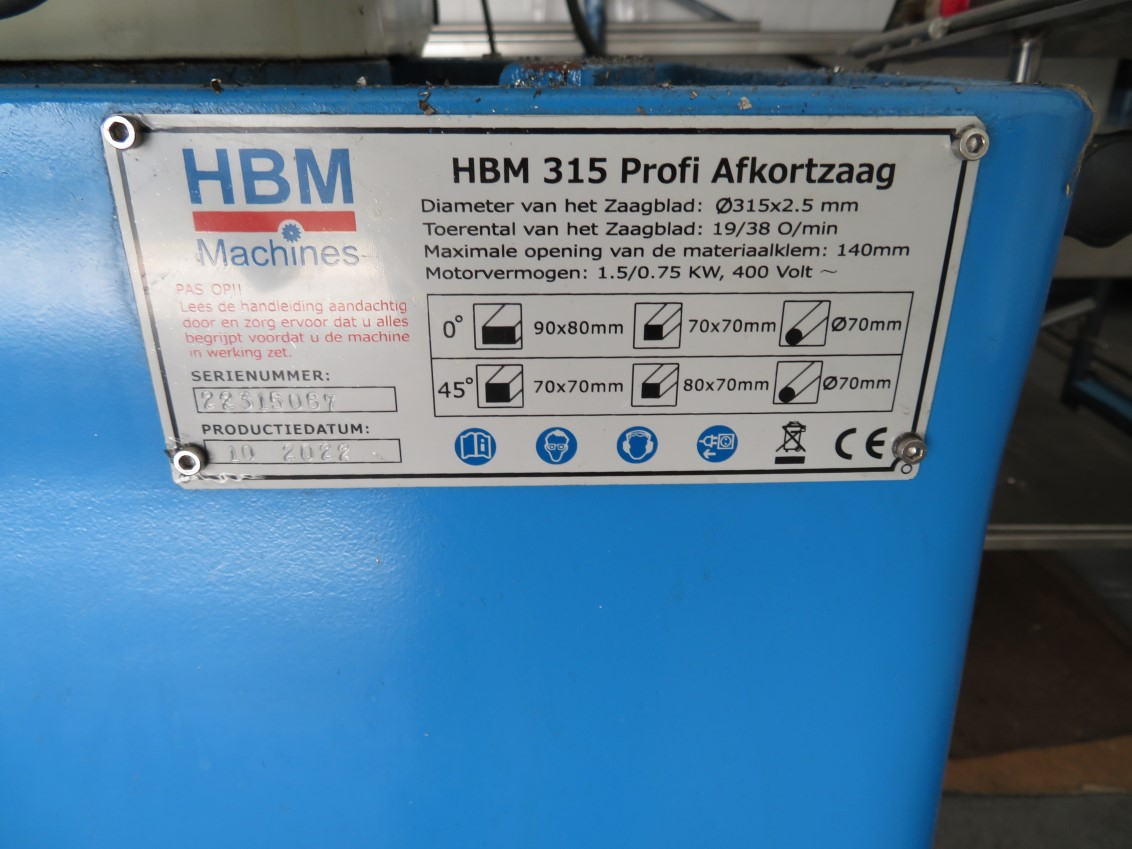 HBM
Machines
HBM 315 Profi Afkortzaag
Diameter van het Zaagblad: Ø315x2.5 mm
Toerental van het Zaagblad: 19/38 O/min
Maximale opening van de materiaalklem: 140mm
Motorvermogen: 1.5/0.75 KW, 400 Volt ~
PAS OP!!
Lees de handleiding aandachtig
door en zorg ervoor dat u alles
begrijpt voordat u de machine
in werking zet.
SERIENUMMER:
22315067
PRODUCTIEDATUM:
10 2022
0° 90x80mm 70x70mm Ø70mm
45° 70x70mm 80x70mm Ø70mm
CE